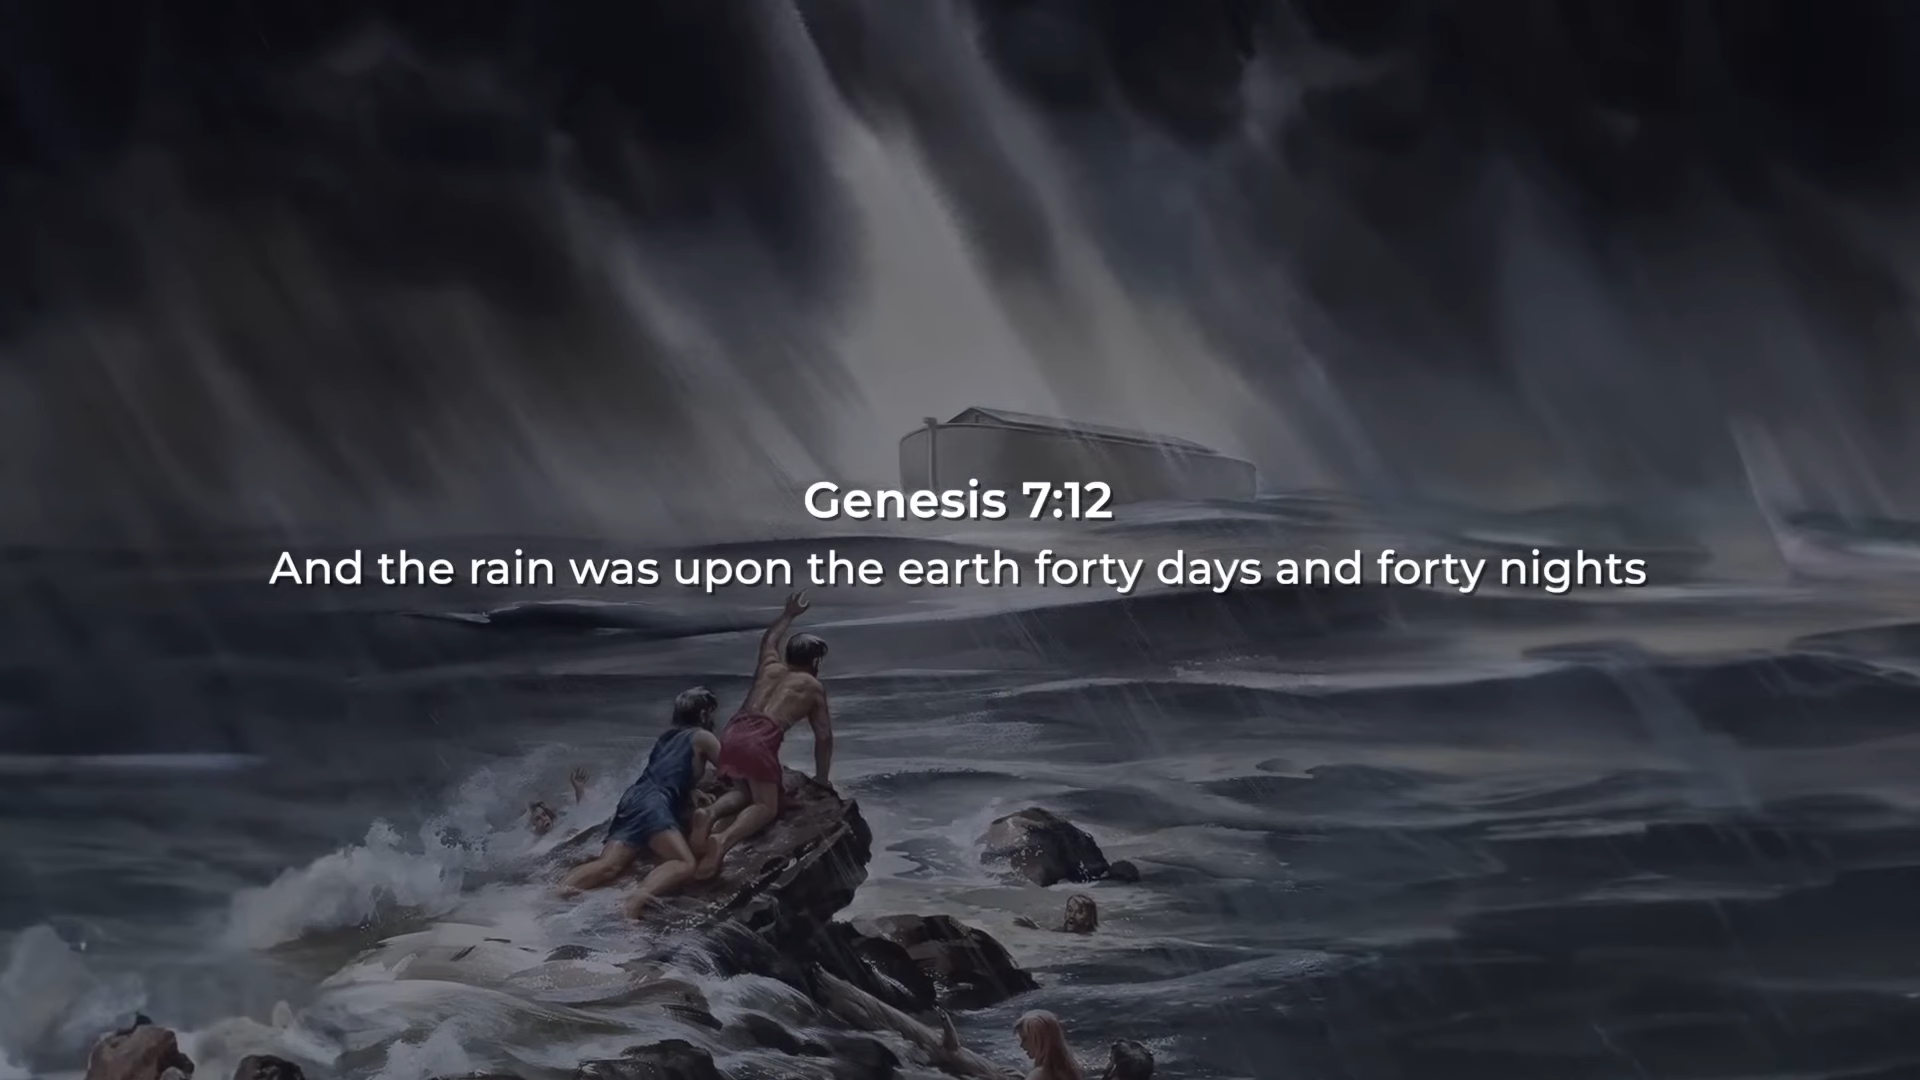 Genesis 7:12
And the rain was upon the earth forty days and forty nights